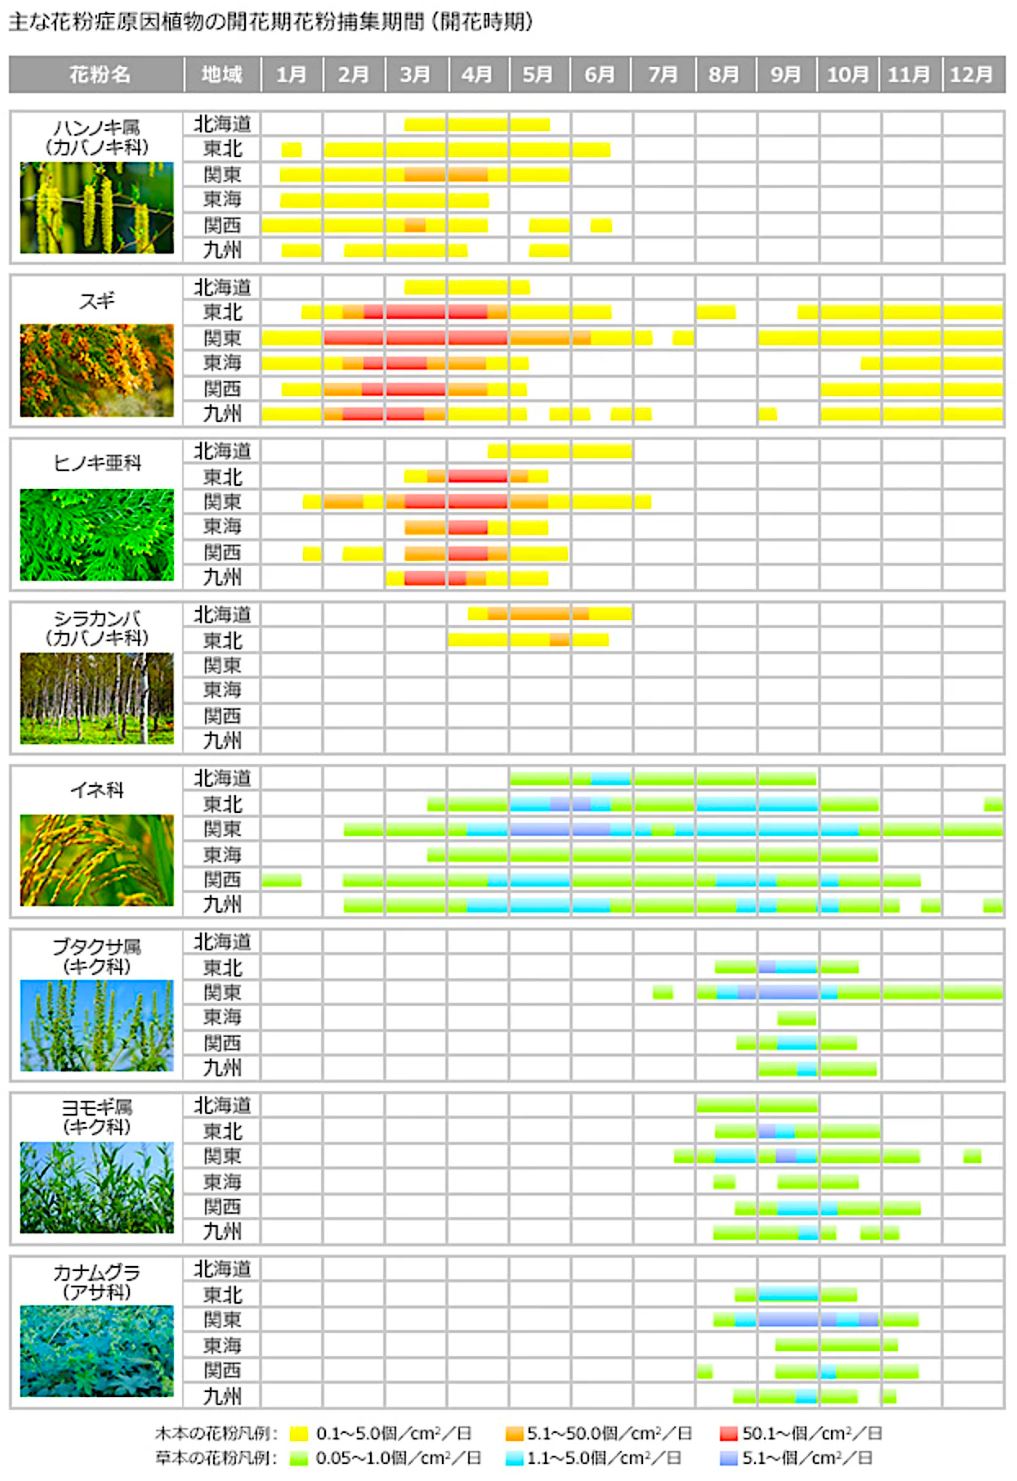 主な花粉症原因植物の開花期花粉捕集期間（開花時期）
花粉名 地域 1月 2月 3月 4月 5月 6月 7月 8月 9月 10月 11月 12月
ハンノキ属
（カバノキ科）
北海道
東北
関東
東海
関西
九州
スギ
北海道
東北
関東
東海
関西
九州
ヒノキ亜科
北海道
東北
関東
東海
関西
九州
シラカンバ
（カバノキ科）
北海道
東北
関東
東海
関西
九州
イネ科
北海道
東北
関東
東海
関西
九州
ブタクサ属
（キク科）
北海道
東北
関東
東海
関西
九州
ヨモギ属
（キク科）
北海道
東北
関東
東海
関西
九州
カナムグラ
（アサ科）
北海道
東北
関東
東海
関西
九州
木本の花粉凡例： 0.1～5.0個／cm²／日 5.1～50.0個／cm²／日 50.1～個／cm²／日
草本の花粉凡例： 0.05～1.0個／cm²／日 1.1～5.0個／cm²／日 5.1～個／cm²／日